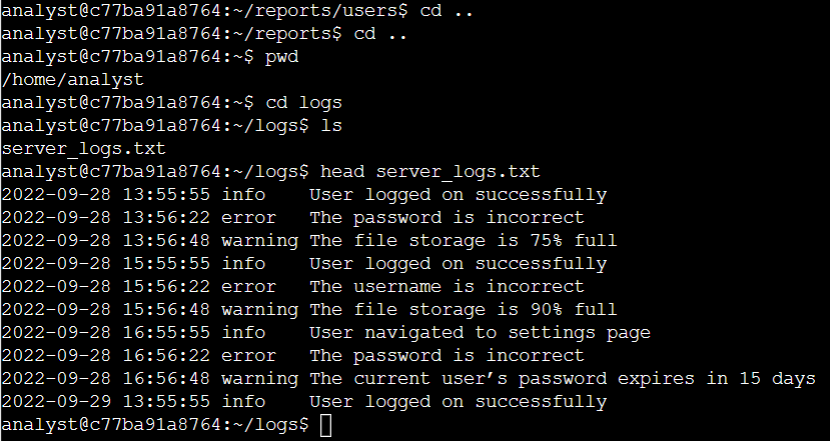 analyst@c77ba91a8764:~/reports/users$ cd ..
analyst@c77ba91a8764:~/reports$ cd ..
analyst@c77ba91a8764:~$ pwd
/home/analyst
analyst@c77ba91a8764:~$ cd logs
analyst@c77ba91a8764:~/logs$ ls
server_logs.txt
analyst@c77ba91a8764:~/logs$ head server_logs.txt
2022-09-28 13:55:55 info    User logged on successfully
2022-09-28 13:56:22 error   The password is incorrect
2022-09-28 13:56:48 warning The file storage is 75% full
2022-09-28 15:55:55 info    User logged on successfully
2022-09-28 15:56:22 error   The username is incorrect
2022-09-28 15:56:48 warning The file storage is 90% full
2022-09-28 16:55:55 info    User navigated to settings page
2022-09-28 16:56:22 error   The password is incorrect
2022-09-28 16:56:48 warning The current user’s password expires in 15 days
2022-09-29 13:55:55 info    User logged on successfully
analyst@c77ba91a8764:~/logs$